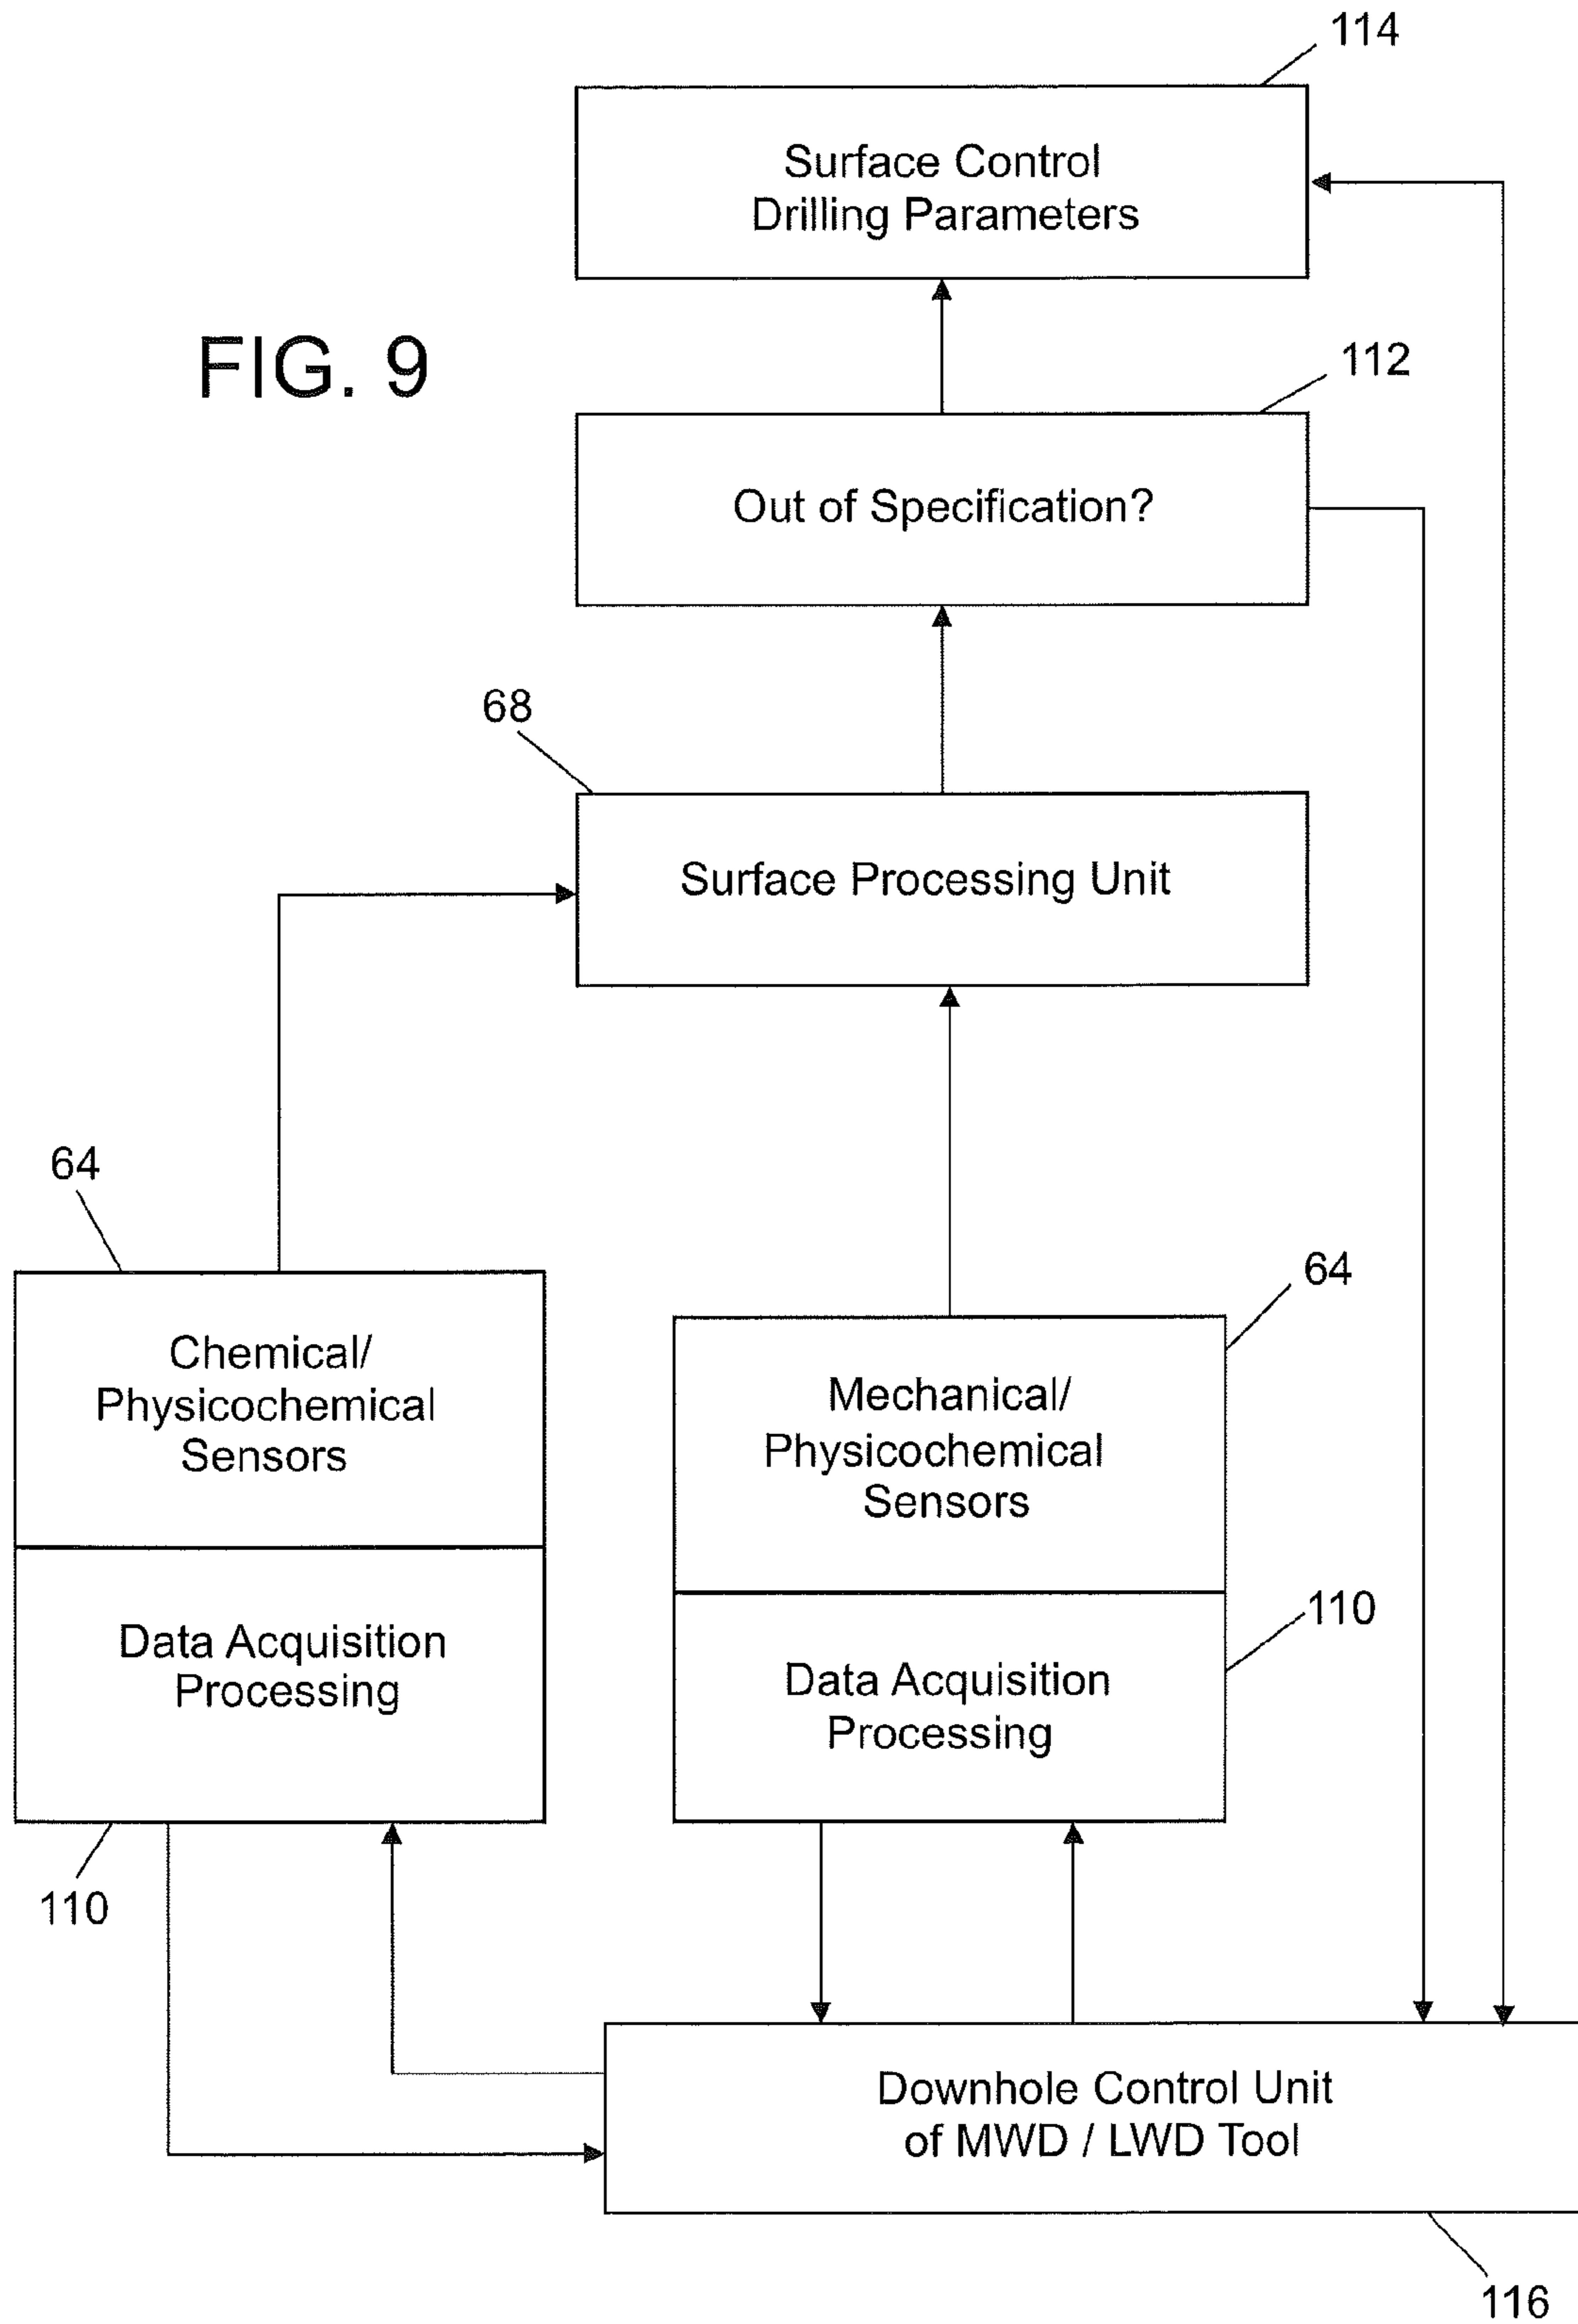 114
Surface Control
Drilling Parameters
FIG. 9
112
Out of Specification?
68
Surface Processing Unit
64
Chemical/
Physicochemical
Sensors
Data Acquisition
Processing
110
64
Mechanical/
Physicochemical
Sensors
110
Data Acquisition
Processing
Downhole Control Unit
of MWD / LWD Tool
116